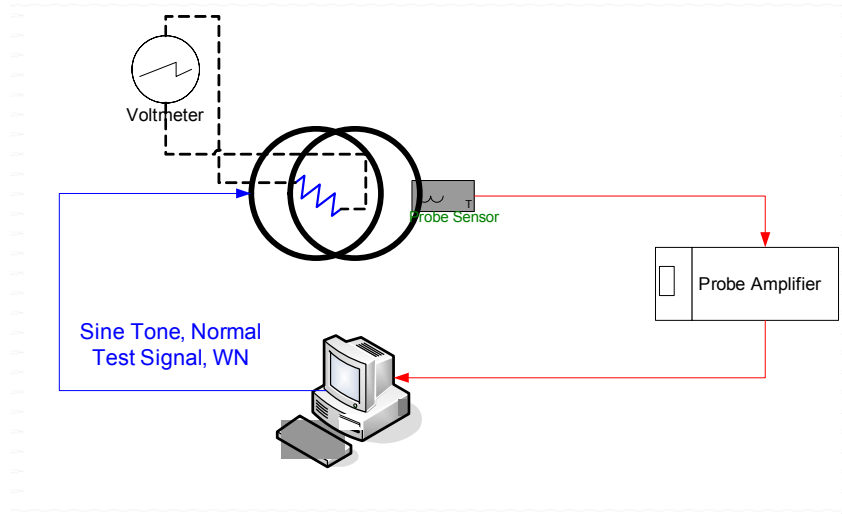 Voltmeter
T
Probe Sensor
Probe Amplifier
Sine Tone, Normal
Test Signal, WN